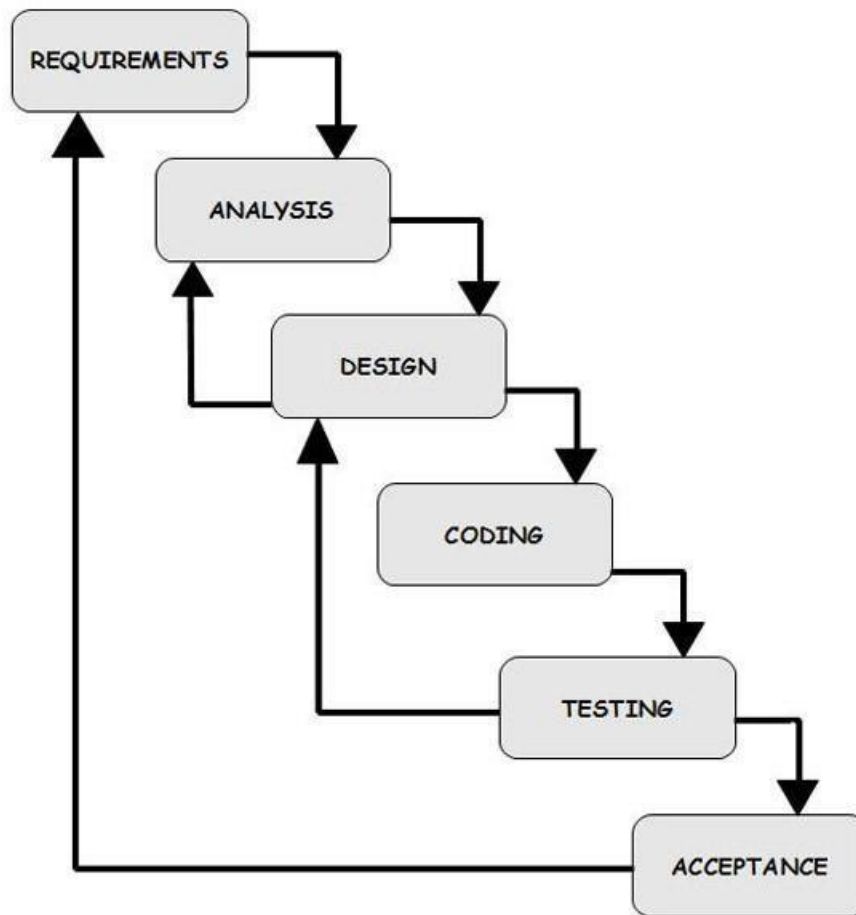 REQUIREMENTS
ANALYSIS
DESIGN
CODING
TESTING
ACCEPTANCE